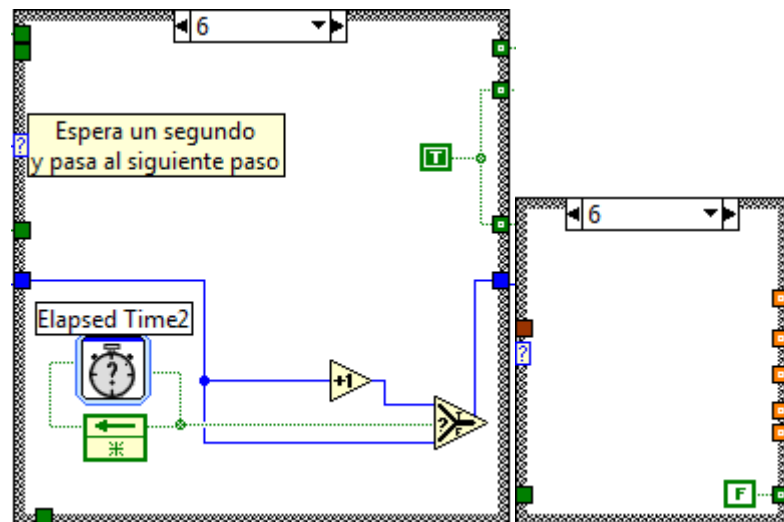 6
?
Espera un segundo
y pasa al siguiente paso
T
6
Elapsed Time2
?
?
+1
?
T
F
F